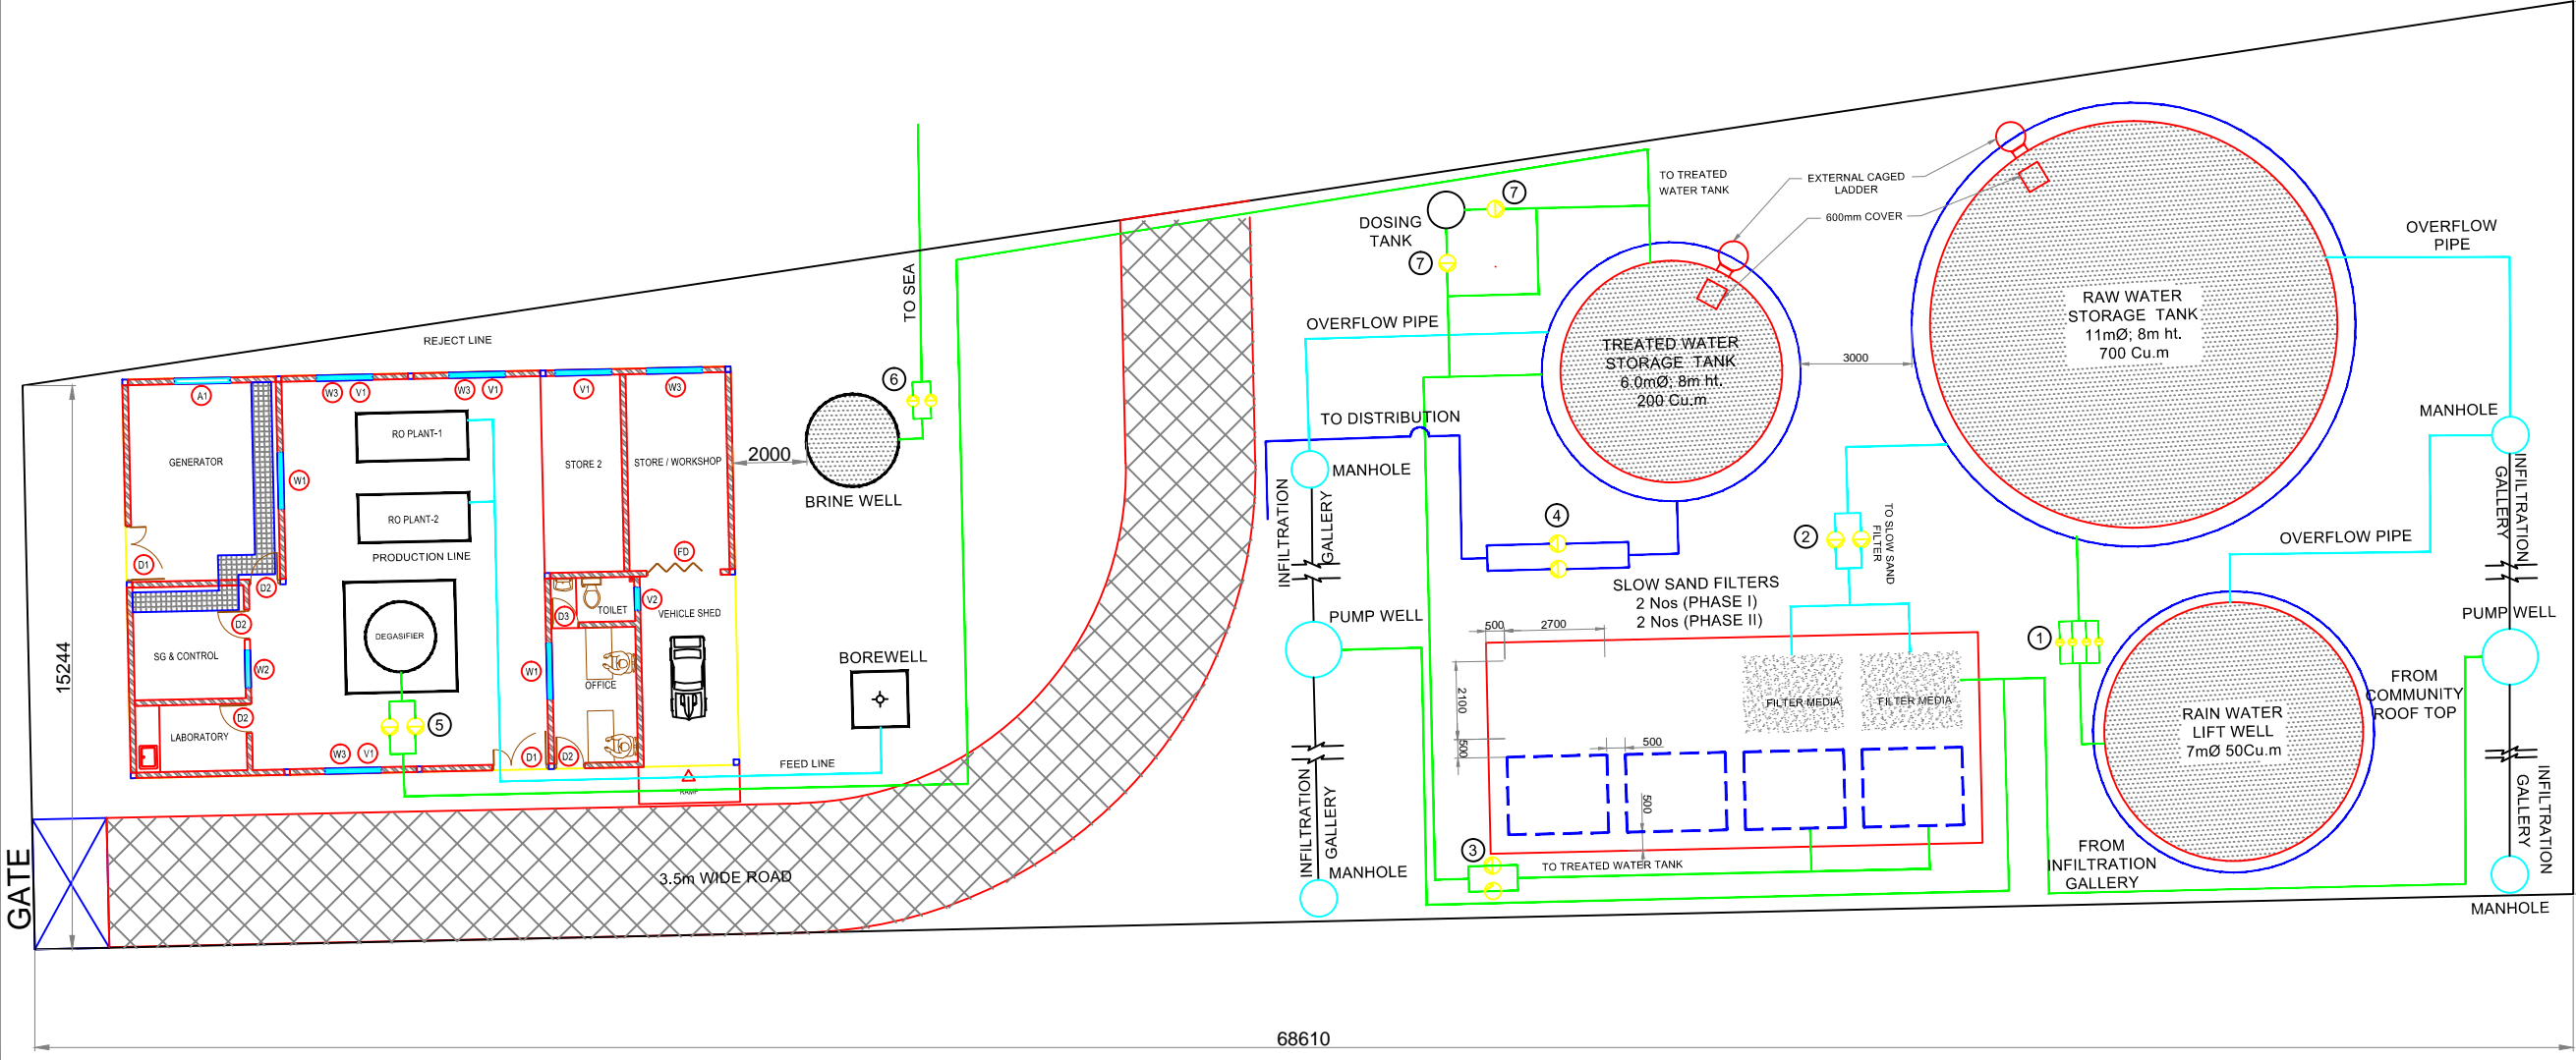 REJECT LINE
A1
W3
V1
W3
V1
V1
W3
GENERATOR
W1
RO PLANT-1
RO PLANT-2
PRODUCTION LINE
STORE 2
STORE / WORKSHOP
2000
BRINE WELL
TO SEA
6
D1
D2
D2
SG & CONTROL
W2
D2
LABORATORY
DEGASIFIER
5
W3
V1
FD
D3
TOILET
V2
VEHICLE SHED
W1
OFFICE
D1
D2
RAMP
BOREWELL
FEED LINE
15244
GATE
3.5m WIDE ROAD
68610
DOSING
TANK
7
7
TO TREATED
WATER TANK
EXTERNAL CAGED
LADDER
600mm COVER
OVERFLOW PIPE
TREATED WATER
STORAGE TANK
6.0mØ; 8m ht.
200 Cu.m
3000
RAW WATER
STORAGE TANK
11mØ; 8m ht.
700 Cu.m
OVERFLOW
PIPE
TO DISTRIBUTION
MANHOLE
INFILTRATION
GALLERY
PUMP WELL
INFILTRATION
GALLERY
MANHOLE
4
2
TO SLOW SAND
FILTER
SLOW SAND FILTERS
2 Nos (PHASE I)
2 Nos (PHASE II)
500
2700
2100
500
500
500
FILTER MEDIA
FILTER MEDIA
3
TO TREATED WATER TANK
1
RAIN WATER
LIFT WELL
7mØ 50Cu.m
OVERFLOW PIPE
MANHOLE
INFILTRATION
GALLERY
PUMP WELL
FROM
COMMUNITY
ROOF TOP
FROM
INFILTRATION
GALLERY
INFILTRATION
GALLERY
MANHOLE